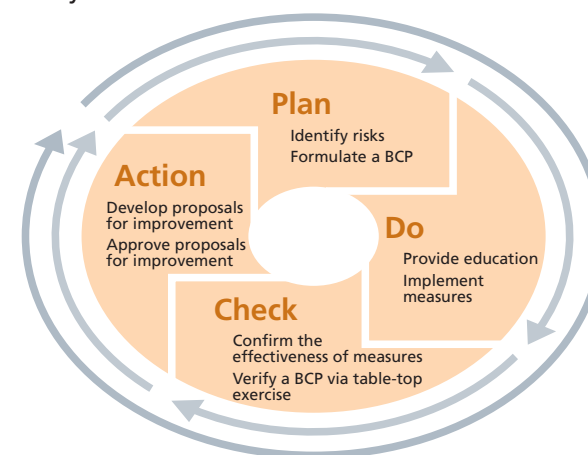 Plan
Identify risks
Formulate a BCP
Do
Provide education
Implement
measures
Check
Confirm the
effectiveness of measures
Verify a BCP via table-top
exercise
Action
Develop proposals
for improvement
Approve proposals
for improvement